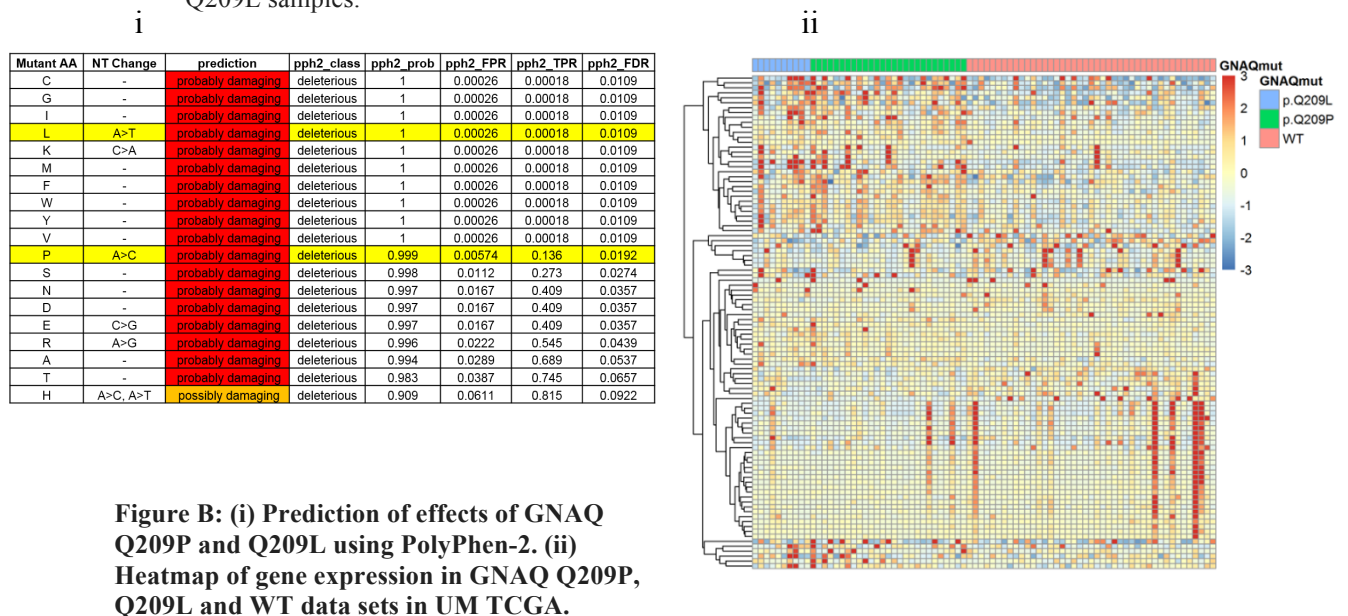 Q209L samples.
i
ii
Mutant AA NT Change prediction pph2_class pph2_prob pph2_FPR pph2_TPR pph2_FDR
C - probably damaging deleterious 1 0.00026 0.00018 0.0109
G - probably damaging deleterious 1 0.00026 0.00018 0.0109
I - probably damaging deleterious 1 0.00026 0.00018 0.0109
L A>T probably damaging deleterious 1 0.00026 0.00018 0.0109
K C>A probably damaging deleterious 1 0.00026 0.00018 0.0109
M - probably damaging deleterious 1 0.00026 0.00018 0.0109
F - probably damaging deleterious 1 0.00026 0.00018 0.0109
W - probably damaging deleterious 1 0.00026 0.00018 0.0109
Y - probably damaging deleterious 1 0.00026 0.00018 0.0109
V - probably damaging deleterious 1 0.00026 0.00018 0.0109
P A>C probably damaging deleterious 0.999 0.00574 0.136 0.0192
S - probably damaging deleterious 0.998 0.0112 0.273 0.0274
N - probably damaging deleterious 0.997 0.0167 0.409 0.0357
D - probably damaging deleterious 0.997 0.0167 0.409 0.0357
E C>G probably damaging deleterious 0.997 0.0167 0.409 0.0357
R A>G probably damaging deleterious 0.996 0.0222 0.545 0.0439
A - probably damaging deleterious 0.994 0.0289 0.689 0.0537
T - probably damaging deleterious 0.983 0.0387 0.745 0.0657
H A>C, A>T possibly damaging deleterious 0.909 0.0611 0.815 0.0922
GNAQmut
3
2
1
0
-1
-2
-3
GNAQmut
p.Q209L
p.Q209P
WT
Figure B: (i) Prediction of effects of GNAQ
Q209P and Q209L using PolyPhen-2. (ii)
Heatmap of gene expression in GNAQ Q209P,
Q209L and WT data sets in UM TCGA.